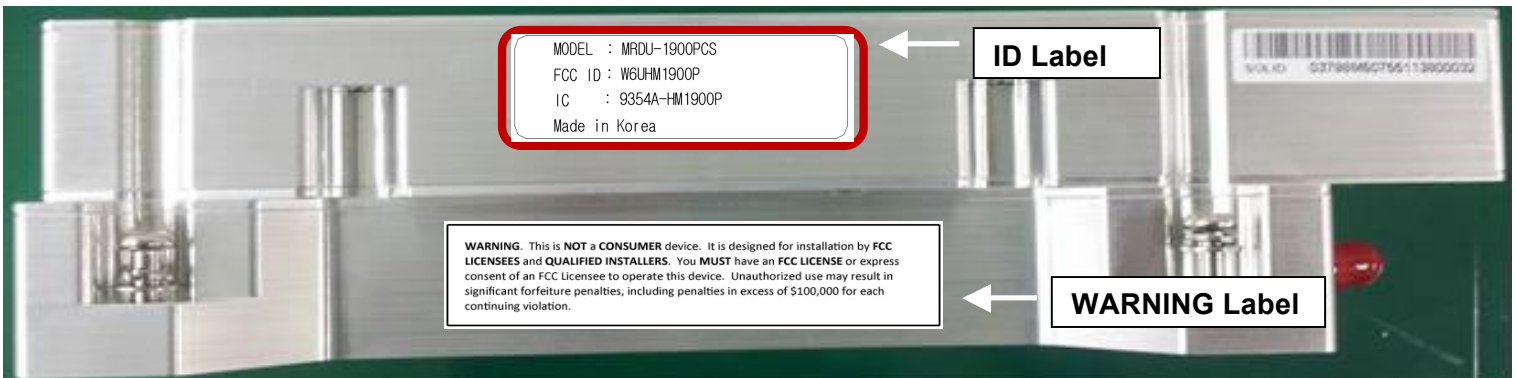 MODEL : MRDU-1900PCS
FCC ID : W6UHM1900P
IC : 9354A-HM1900P
Made in Korea
ID Label
SOLID
WARNING. This is NOT a CONSUMER device. It is designed for installation by FCC
LICENSEES and QUALIFIED INSTALLERS. You MUST have an FCC LICENSE or express
consent of an FCC Licensee to operate this device. Unauthorized use may result in
significant forfeiture penalties, including penalties in excess of $100,000 for each
continuing violation.
WARNING Label